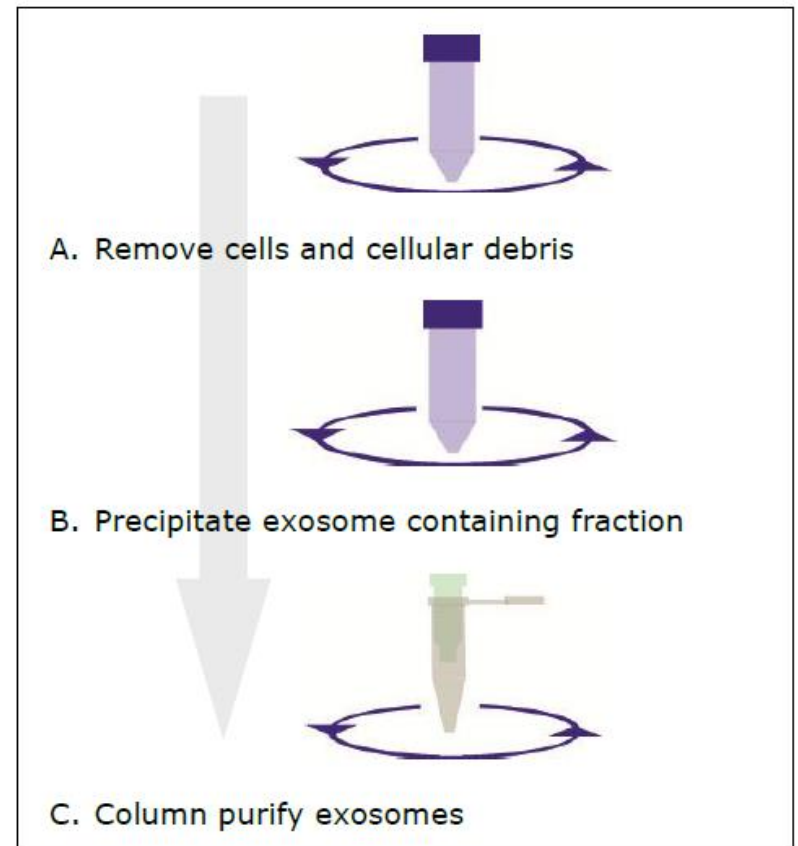 A. Remove cells and cellular debris
B. Precipitate exosome containing fraction
C. Column purify exosomes